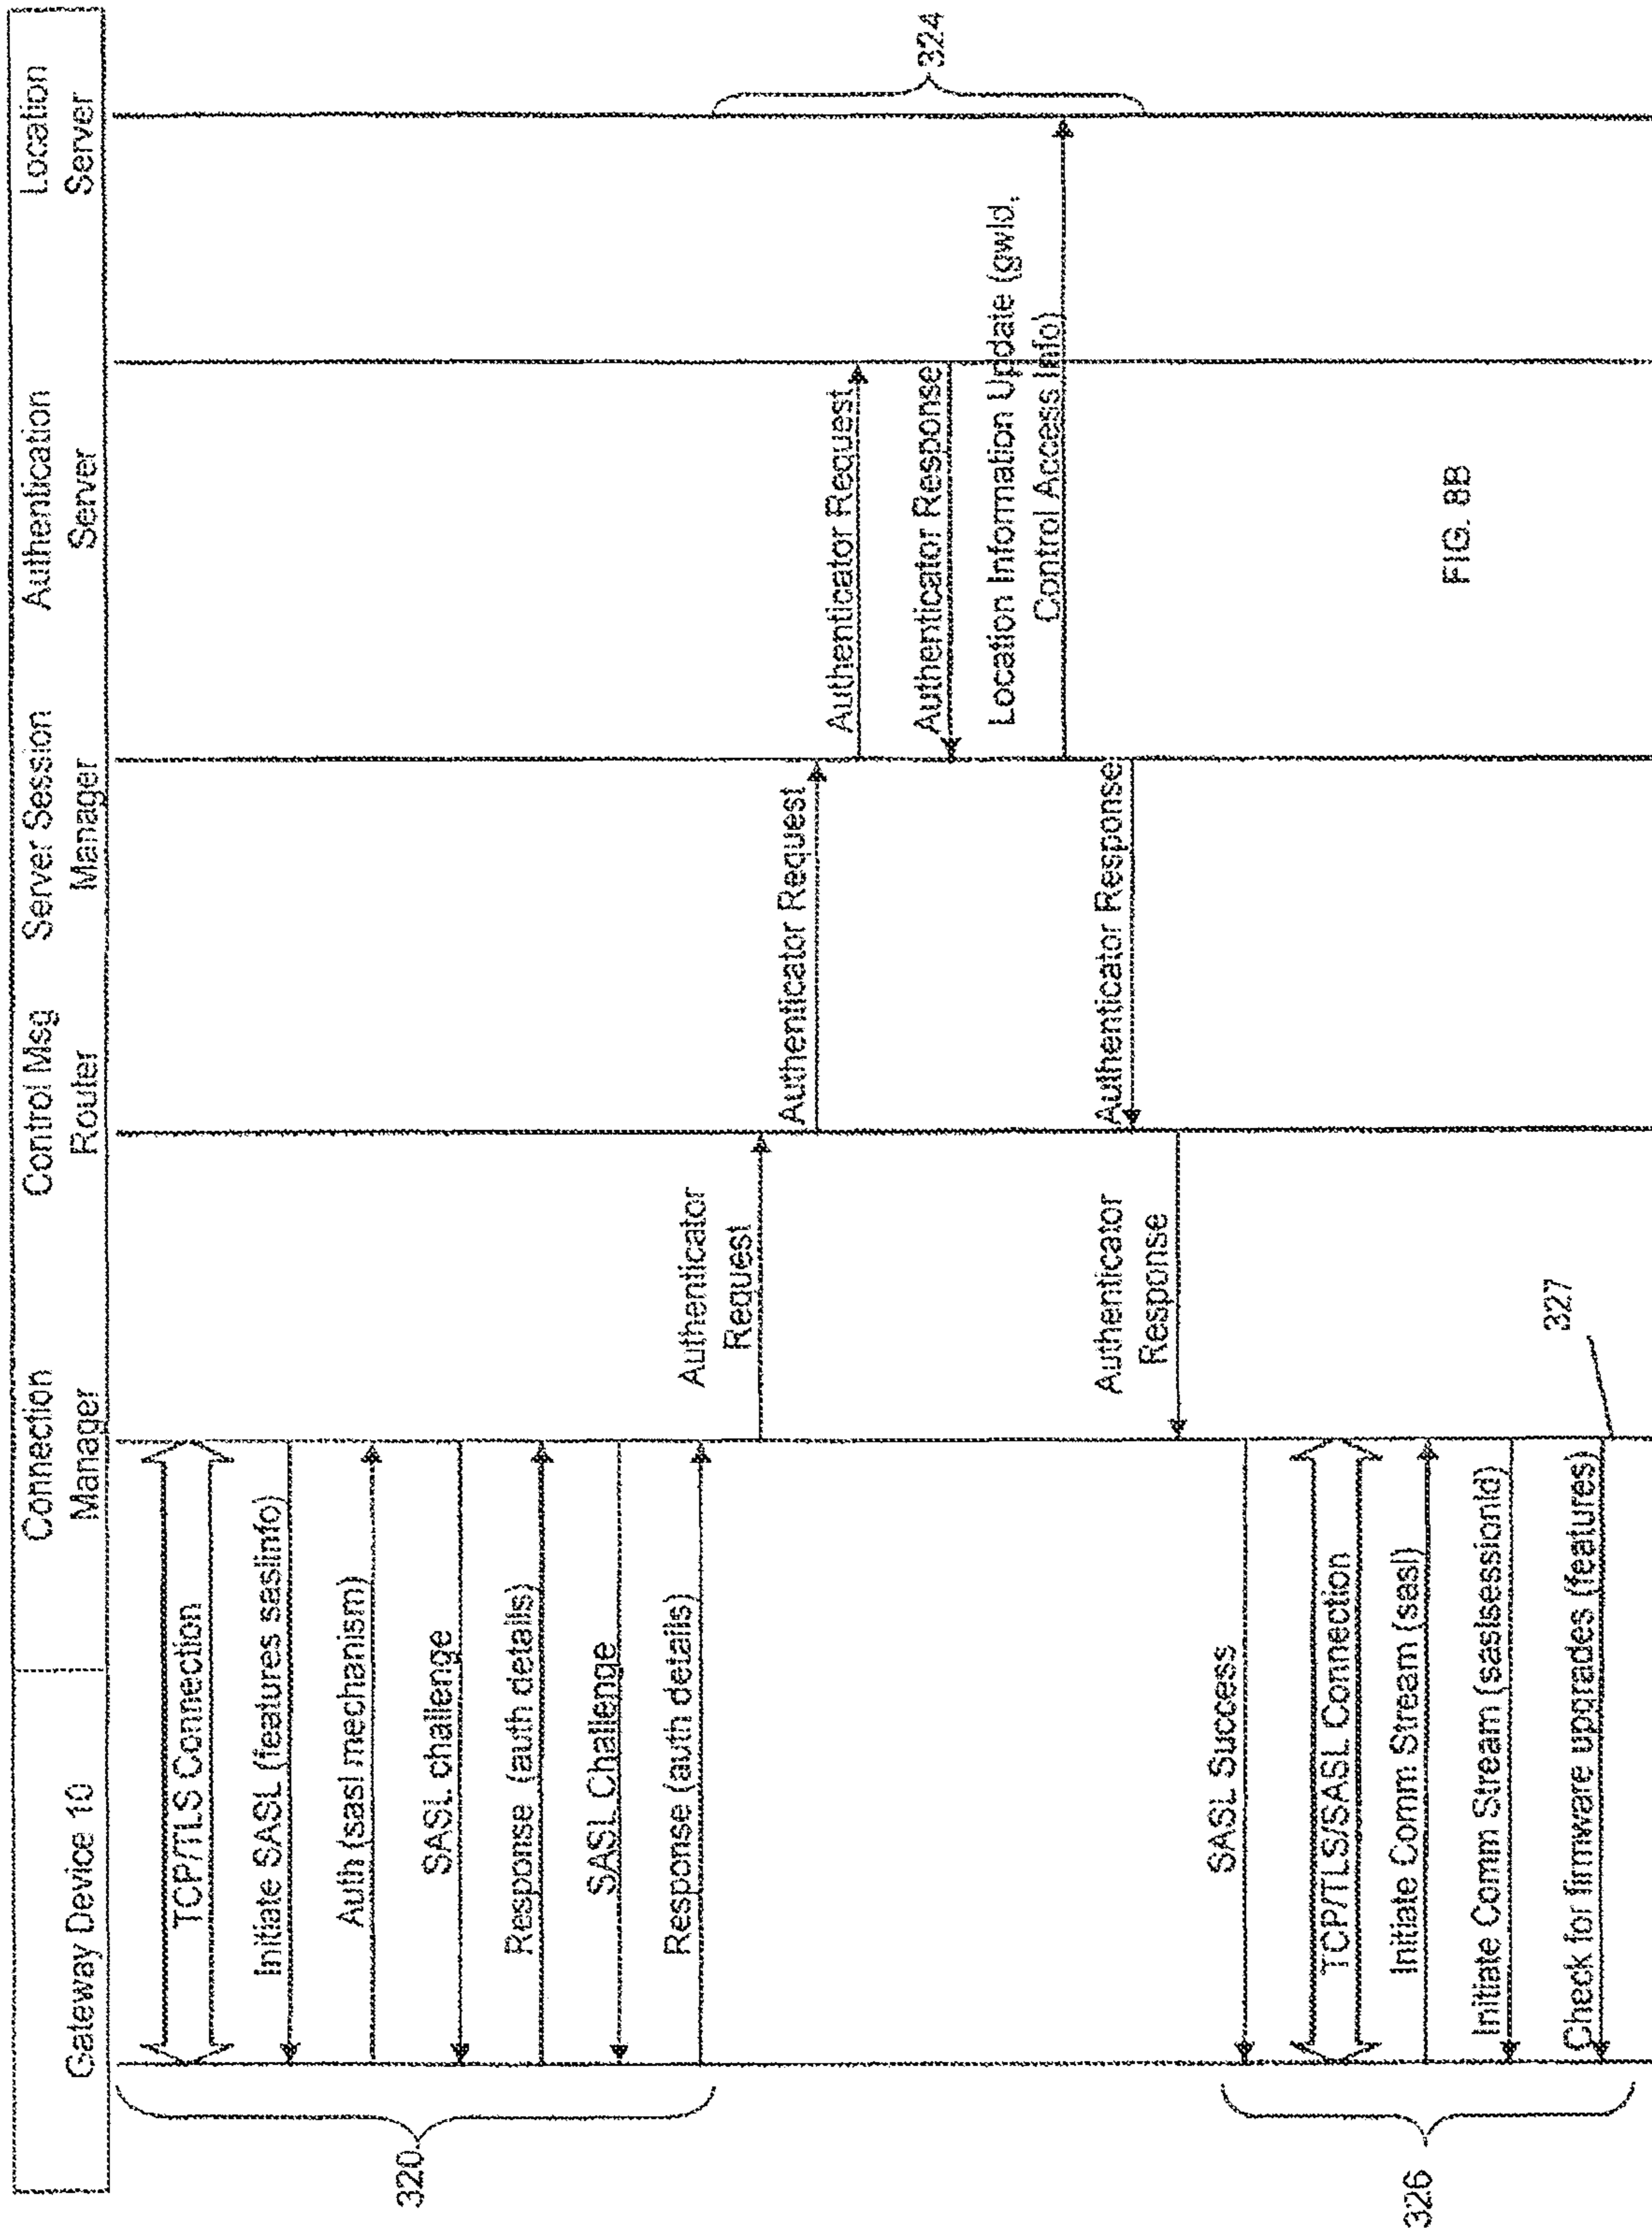 Gateway Device 10
Connection
Manager
Control Msg
Router
Server Session
Manager
Authentication
Server
Location
Server
TCP/TLS Connection
Initiate SASL (features saslinfo)
Auth (sasl mechanism)
SASL challenge
Response (auth details)
SASL Challenge
Response (auth details)
320
Authenticator
Request
Authenticator Request
Authenticator Request
Authenticator Response
Location Information Update (gwId,
Control Access Info)
324
Authenticator Response
Authenticator
Response
SASL Success
TCP/TLS/SASL Connection
Initiate Comm Stream (sasl)
Initiate Comm Stream (saslsessionId)
Check for firmware upgrades (features)
326
327
FIG. 8B